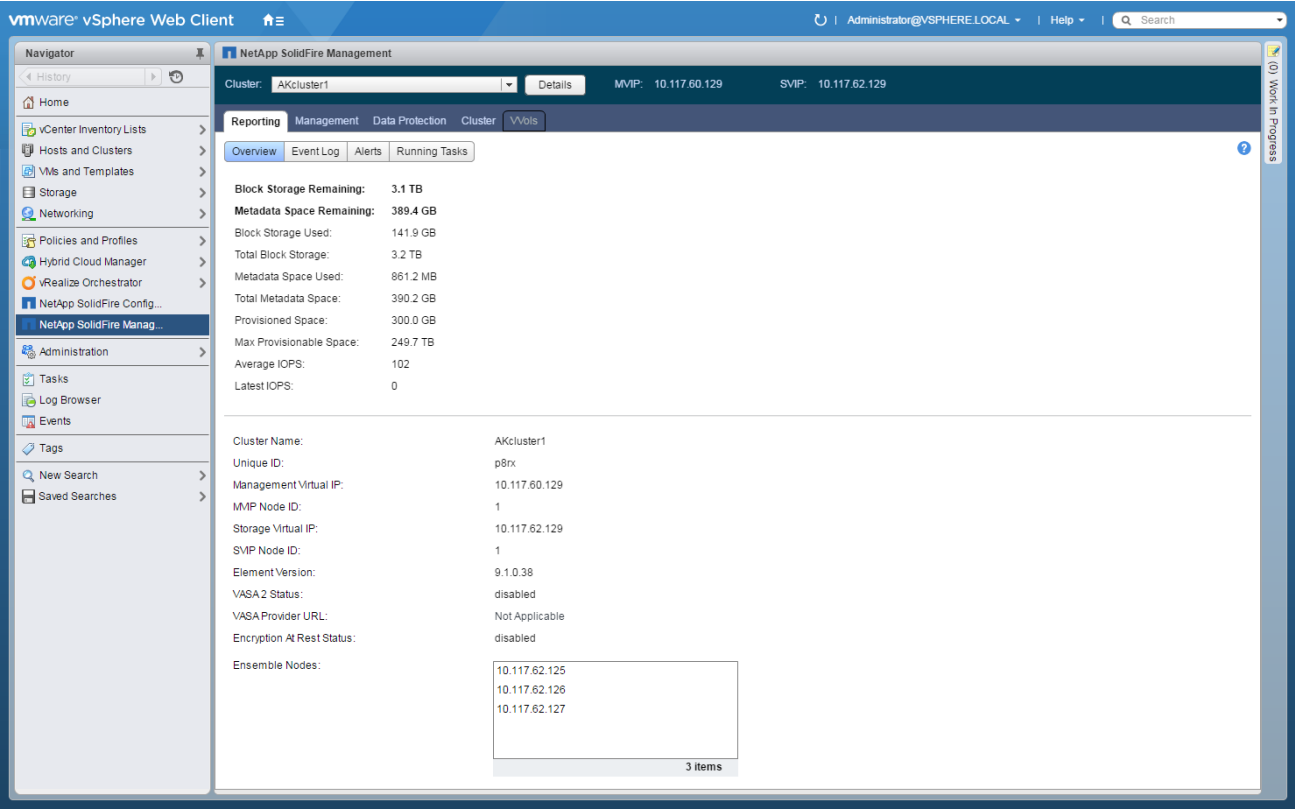 vmware® vSphere Web Client
Administrator@VSPHERE.LOCAL | Help | Search
Navigator
History
Home
vCenter Inventory Lists
Hosts and Clusters
VMs and Templates
Storage
Networking
Policies and Profiles
Hybrid Cloud Manager
vRealize Orchestrator
NetApp SolidFire Config...
NetApp SolidFire Manag...
Administration
Tasks
Log Browser
Events
Tags
New Search
Saved Searches
NetApp SolidFire Management
Cluster: AKcluster1 Details MVIP: 10.117.60.129 SVIP: 10.117.62.129
Reporting Management Data Protection Cluster VVols
Overview Event Log Alerts Running Tasks
Block Storage Remaining: 3.1 TB
Metadata Space Remaining: 389.4 GB
Block Storage Used: 141.9 GB
Total Block Storage: 3.2 TB
Metadata Space Used: 861.2 MB
Total Metadata Space: 390.2 GB
Provisioned Space: 300.0 GB
Max Provisionable Space: 249.7 TB
Average IOPS: 102
Latest IOPS: 0
Cluster Name: AKcluster1
Unique ID: p8rx
Management Virtual IP: 10.117.60.129
MVIP Node ID: 1
Storage Virtual IP: 10.117.62.129
SVIP Node ID: 1
Element Version: 9.1.0.38
VASA 2 Status: disabled
VASA Provider URL: Not Applicable
Encryption At Rest Status: disabled
Ensemble Nodes:
10.117.62.125
10.117.62.126
10.117.62.127
3 items
(0) Work In Progress